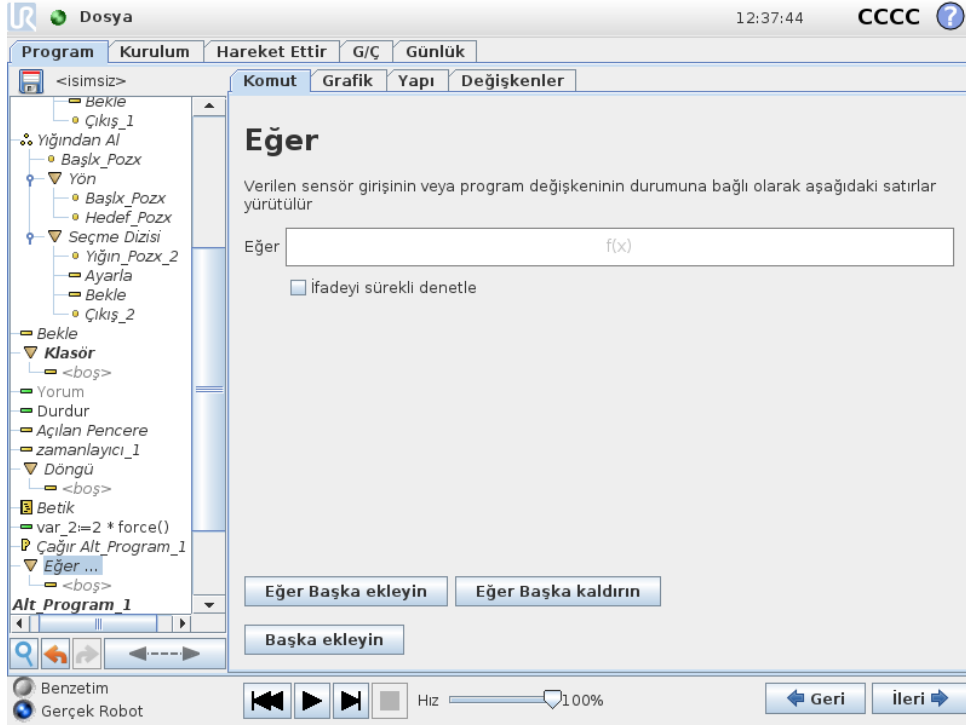 UR Dosya 12:37:44 CCCC ?
Program Kurulum Hareket Ettir G/Ç Günlük
<isimsiz>
Komut Grafik Yapı Değişkenler
Bekle
Çıkış_1
Yığından Al
Başlx_Pozx
Yön
Başlx_Pozx
Hedef_Pozx
Seçme Dizisi
Yığın_Pozx_2
Ayarla
Bekle
Çıkış_2
Bekle
Klasör
<boş>
Yorum
Durdur
Açılan Pencere
zamanlayıcı_1
Döngü
<boş>
Betik
var_2:=2 * force()
P Çağır Alt_Program_1
Eğer ...
<boş>
Alt_Program_1
Eğer
Verilen sensör girişinin veya program değişkeninin durumuna bağlı olarak aşağıdaki satırlar
yürütülür
Eğer f(x)
İfadeyi sürekli denetle
Eğer Başka ekleyin Eğer Başka kaldırın
Başka ekleyin
Benzetim
Gerçek Robot
Hız 100%
Geri İleri